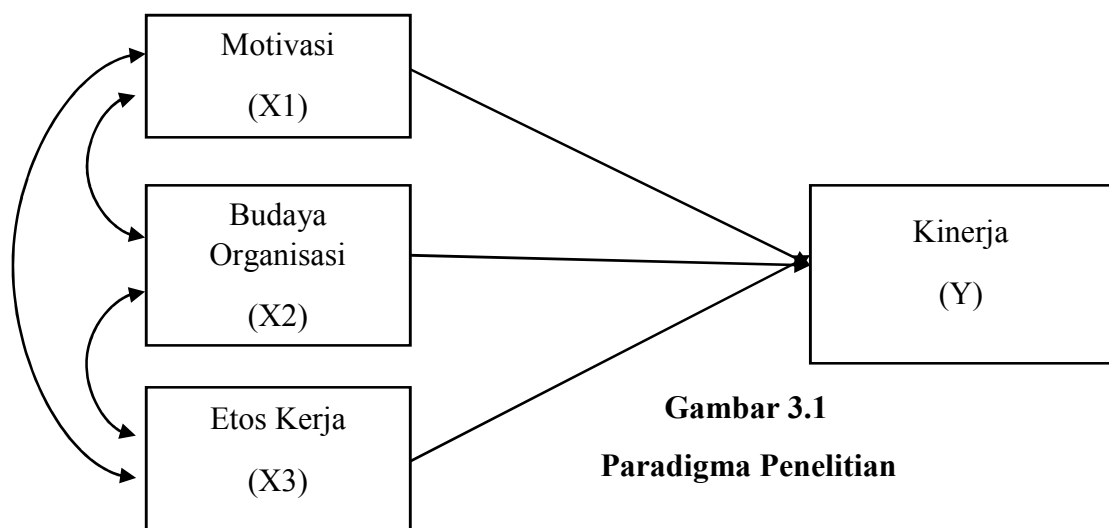 Motivasi
(X1)
Budaya
Organisasi
(X2)
Etos Kerja
(X3)
Kinerja
(Y)
Gambar 3.1
Paradigma Penelitian